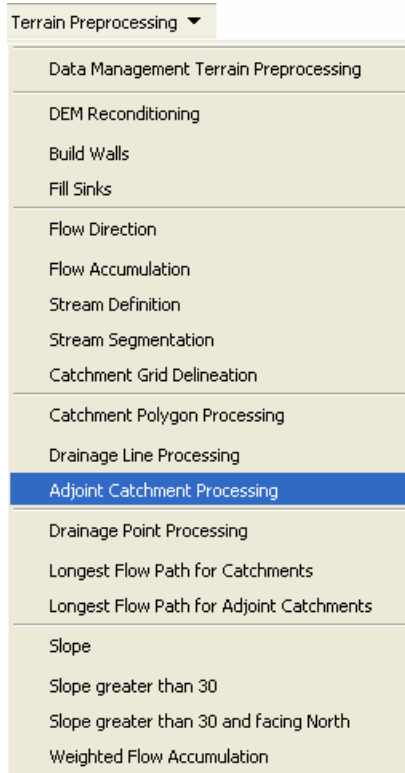 Terrain Preprocessing
Data Management Terrain Preprocessing
DEM Reconditioning
Build Walls
Fill Sinks
Flow Direction
Flow Accumulation
Stream Definition
Stream Segmentation
Catchment Grid Delineation
Catchment Polygon Processing
Drainage Line Processing
Adjoint Catchment Processing
Drainage Point Processing
Longest Flow Path for Catchments
Longest Flow Path for Adjoint Catchments
Slope
Slope greater than 30
Slope greater than 30 and facing North
Weighted Flow Accumulation